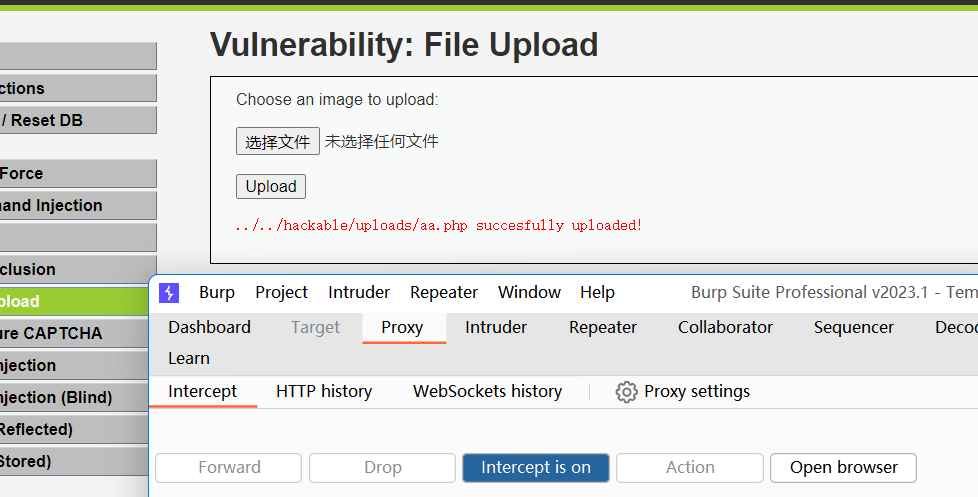 Vulnerability: File Upload
Choose an image to upload:
选择文件 未选择任何文件
Upload
../../hackable/uploads/aa.php succesfully uploaded!
ctions
/ Reset DB
Force
and Injection
clusion
pload
ure CAPTCHA
njection
njection (Blind)
Reflected)
Stored)
Burp Project Intruder Repeater Window Help Burp Suite Professional v2023.1 - Tem
Dashboard Target Proxy Intruder Repeater Collaborator Sequencer Deco
Learn
Intercept HTTP history WebSockets history Proxy settings
Forward Drop Intercept is on Action Open browser